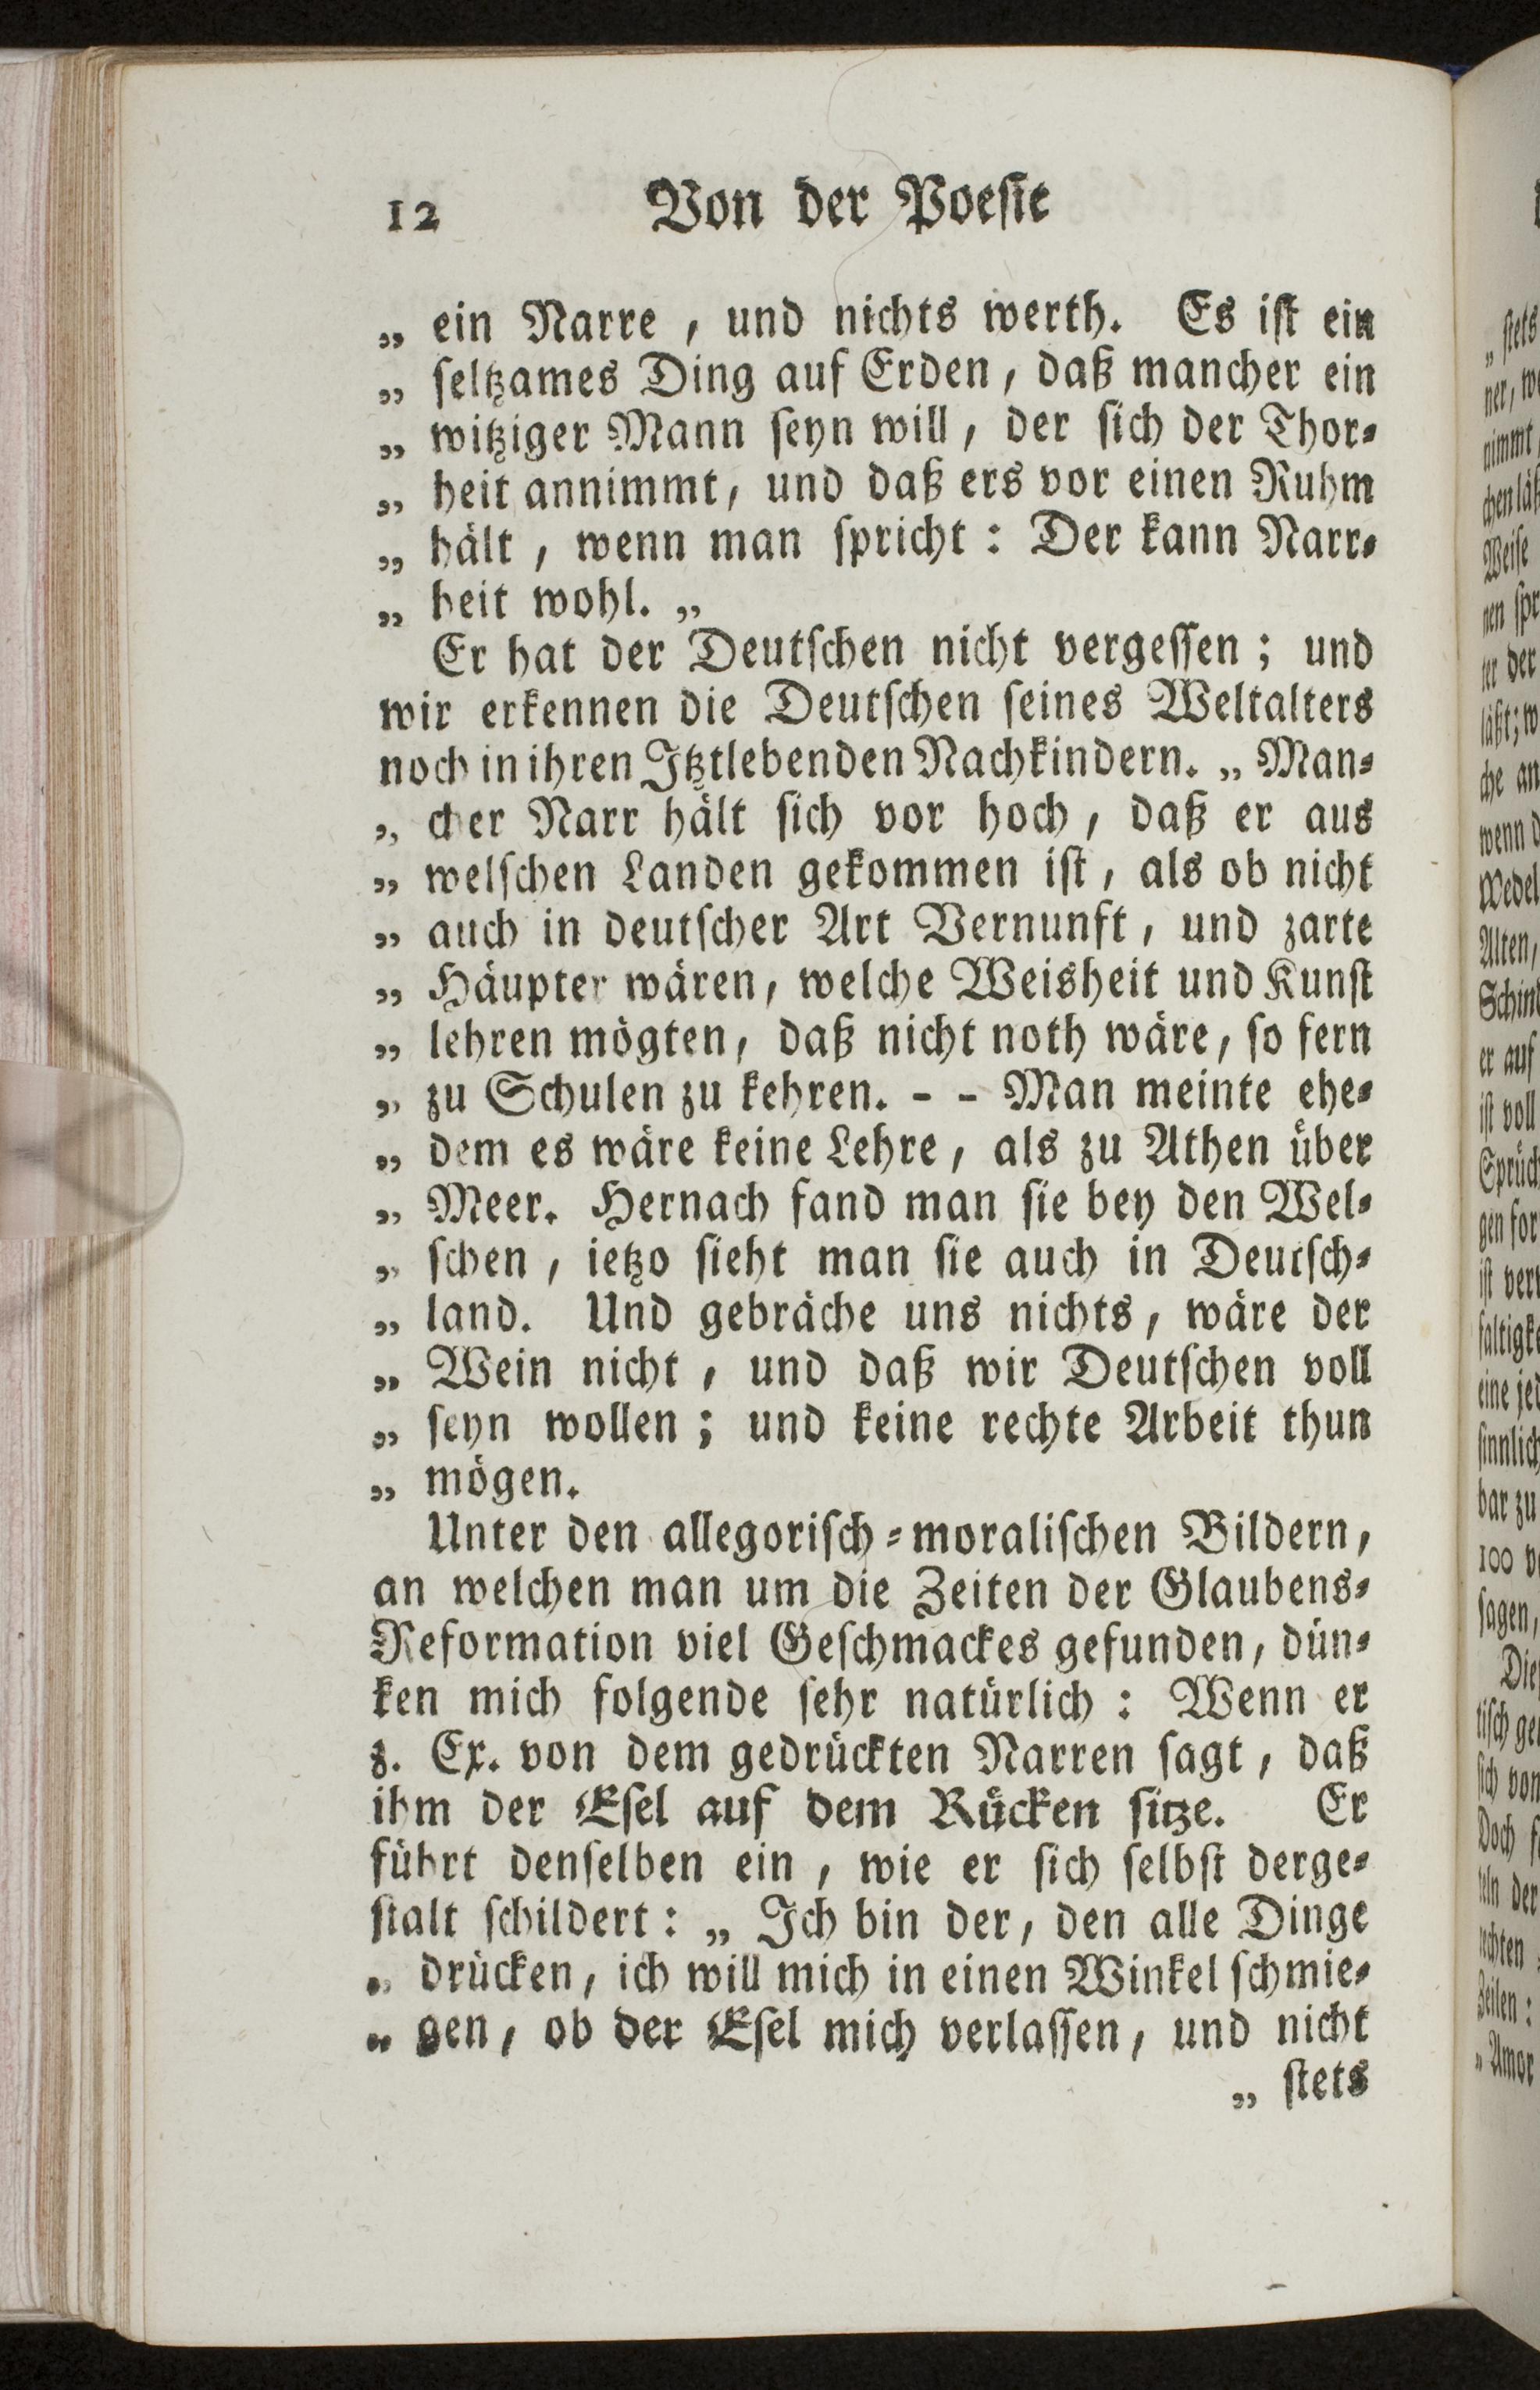 12 Von der Poesie
„ ein Narre, und nichts werth. Es iſt ein
„ ſeltzames Ding auf Erden, daß mancher ein
„ witziger Mann ſeyn will, der ſich der Thor⸗
„ heit annimmt, und daß ers vor einen Ruhm
„ hält, wenn man ſpricht: Der kann Narr⸗
„ heit wohl. „
Er hat der Deutſchen nicht vergeſſen; und
wir erkennen die Deutſchen ſeines Weltalters
noch in ihren Itztlebenden Nachkindern. „ Man⸗
„ cher Narr hält ſich vor hoch, daß er aus
„ welſchen Landen gekommen iſt, als ob nicht
„ auch in deutſcher Art Vernunft, und zarte
„ Häupter wären, welche Weisheit und Kunſt
„ lehren mögten, daß nicht noth wäre, ſo fern
„ zu Schulen zu kehren. - - Man meinte ehe⸗
„ dem es wäre keine Lehre, als zu Athen über
„ Meer. Hernach fand man ſie bey den Wel⸗
„ ſchen, ietzo ſieht man ſie auch in Deutſch⸗
„ land. Und gebräche uns nichts, wäre der
„ Wein nicht, und daß wir Deutſchen voll
„ ſeyn wollen; und keine rechte Arbeit thun
„ mögen.
Unter den allegoriſch⸗moraliſchen Bildern,
an welchen man um die Zeiten der Glaubens⸗
Reformation viel Geſchmackes gefunden, dün⸗
ken mich folgende ſehr natürlich: Wenn er
z. Ex. von dem gedrückten Narren ſagt, daß
ihm der Eſel auf dem Rücken ſitze. Er
führt denſelben ein, wie er ſich ſelbſt derge⸗
ſtalt ſchildert: „ Ich bin der, den alle Dinge
„ drücken, ich will mich in einen Winkel ſchmie⸗
„ gen, ob der Eſel mich verlaſſen, und nicht
„ ſtets